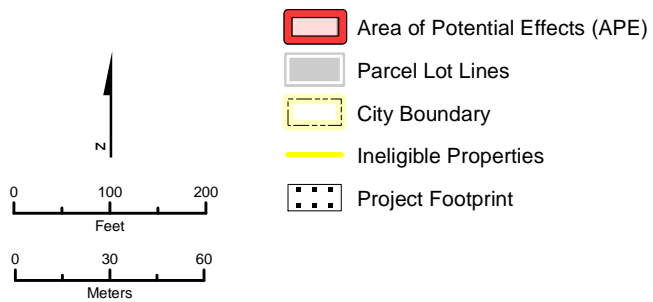 Area of Potential Effects (APE)
Parcel Lot Lines
City Boundary
Ineligible Properties
Project Footprint
N
0 100 200
Feet
0 30 60
Meters